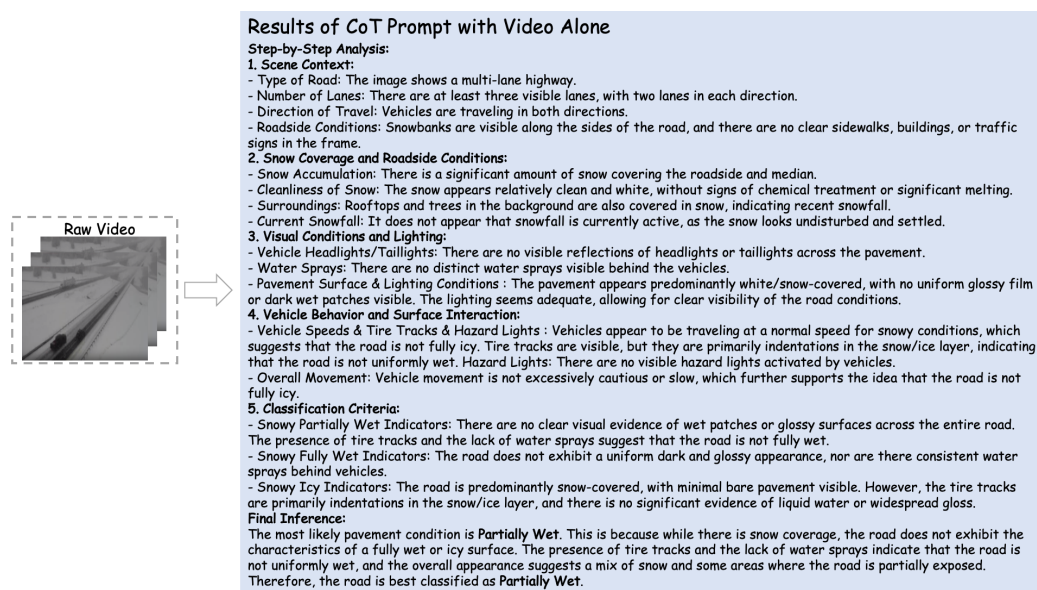 Raw Video
Results of CoT Prompt with Video Alone
Step-by-Step Analysis:
1. Scene Context:
- Type of Road: The image shows a multi-lane highway.
- Number of Lanes: There are at least three visible lanes, with two lanes in each direction.
- Direction of Travel: Vehicles are traveling in both directions.
- Roadside Conditions: Snowbanks are visible along the sides of the road, and there are no clear sidewalks, buildings, or traffic
signs in the frame.
2. Snow Coverage and Roadside Conditions:
- Snow Accumulation: There is a significant amount of snow covering the roadside and median.
- Cleanliness of Snow: The snow appears relatively clean and white, without signs of chemical treatment or significant melting.
- Surroundings: Rooftops and trees in the background are also covered in snow, indicating recent snowfall.
- Current Snowfall: It does not appear that snowfall is currently active, as the snow looks undisturbed and settled.
3. Visual Conditions and Lighting:
- Vehicle Headlights/Taillights: There are no visible reflections of headlights or taillights across the pavement.
- Water Sprays: There are no distinct water sprays visible behind the vehicles.
- Pavement Surface & Lighting Conditions : The pavement appears predominantly white/snow-covered, with no uniform glossy film
or dark wet patches visible. The lighting seems adequate, allowing for clear visibility of the road conditions.
4. Vehicle Behavior and Surface Interaction:
- Vehicle Speeds & Tire Tracks & Hazard Lights : Vehicles appear to be traveling at a normal speed for snowy conditions, which
suggests that the road is not fully icy. Tire tracks are visible, but they are primarily indentations in the snow/ice layer, indicating
that the road is not uniformly wet. Hazard Lights: There are no visible hazard lights activated by vehicles.
- Overall Movement: Vehicle movement is not excessively cautious or slow, which further supports the idea that the road is not
fully icy.
5. Classification Criteria:
- Snowy Partially Wet Indicators: There are no clear visual evidence of wet patches or glossy surfaces across the entire road.
The presence of tire tracks and the lack of water sprays suggest that the road is not fully wet.
- Snowy Fully Wet Indicators: The road does not exhibit a uniform dark and glossy appearance, nor are there consistent water
sprays behind vehicles.
- Snowy Icy Indicators: The road is predominantly snow-covered, with minimal bare pavement visible. However, the tire tracks
are primarily indentations in the snow/ice layer, and there is no significant evidence of liquid water or widespread gloss.
Final Inference:
The most likely pavement condition is Partially Wet. This is because while there is snow coverage, the road does not exhibit the
characteristics of a fully wet or icy surface. The presence of tire tracks and the lack of water sprays indicate that the road is
not uniformly wet, and the overall appearance suggests a mix of snow and some areas where the road is partially exposed.
Therefore, the road is best classified as Partially Wet.